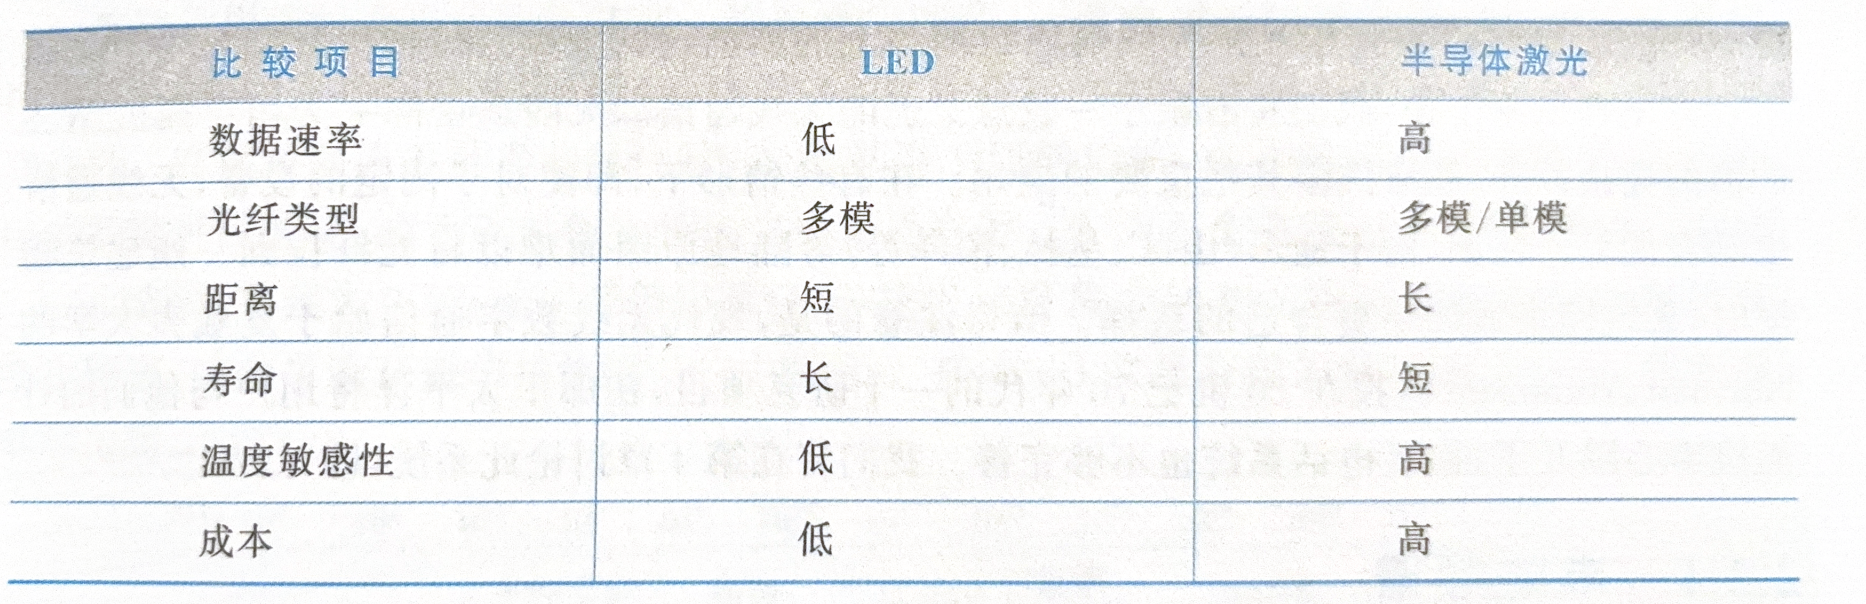 比较项目 LED 半导体激光
数据速率 低 高
光纤类型 多模 多模/单模
距离 短 长
寿命 长 短
温度敏感性 低 高
成本 低 高